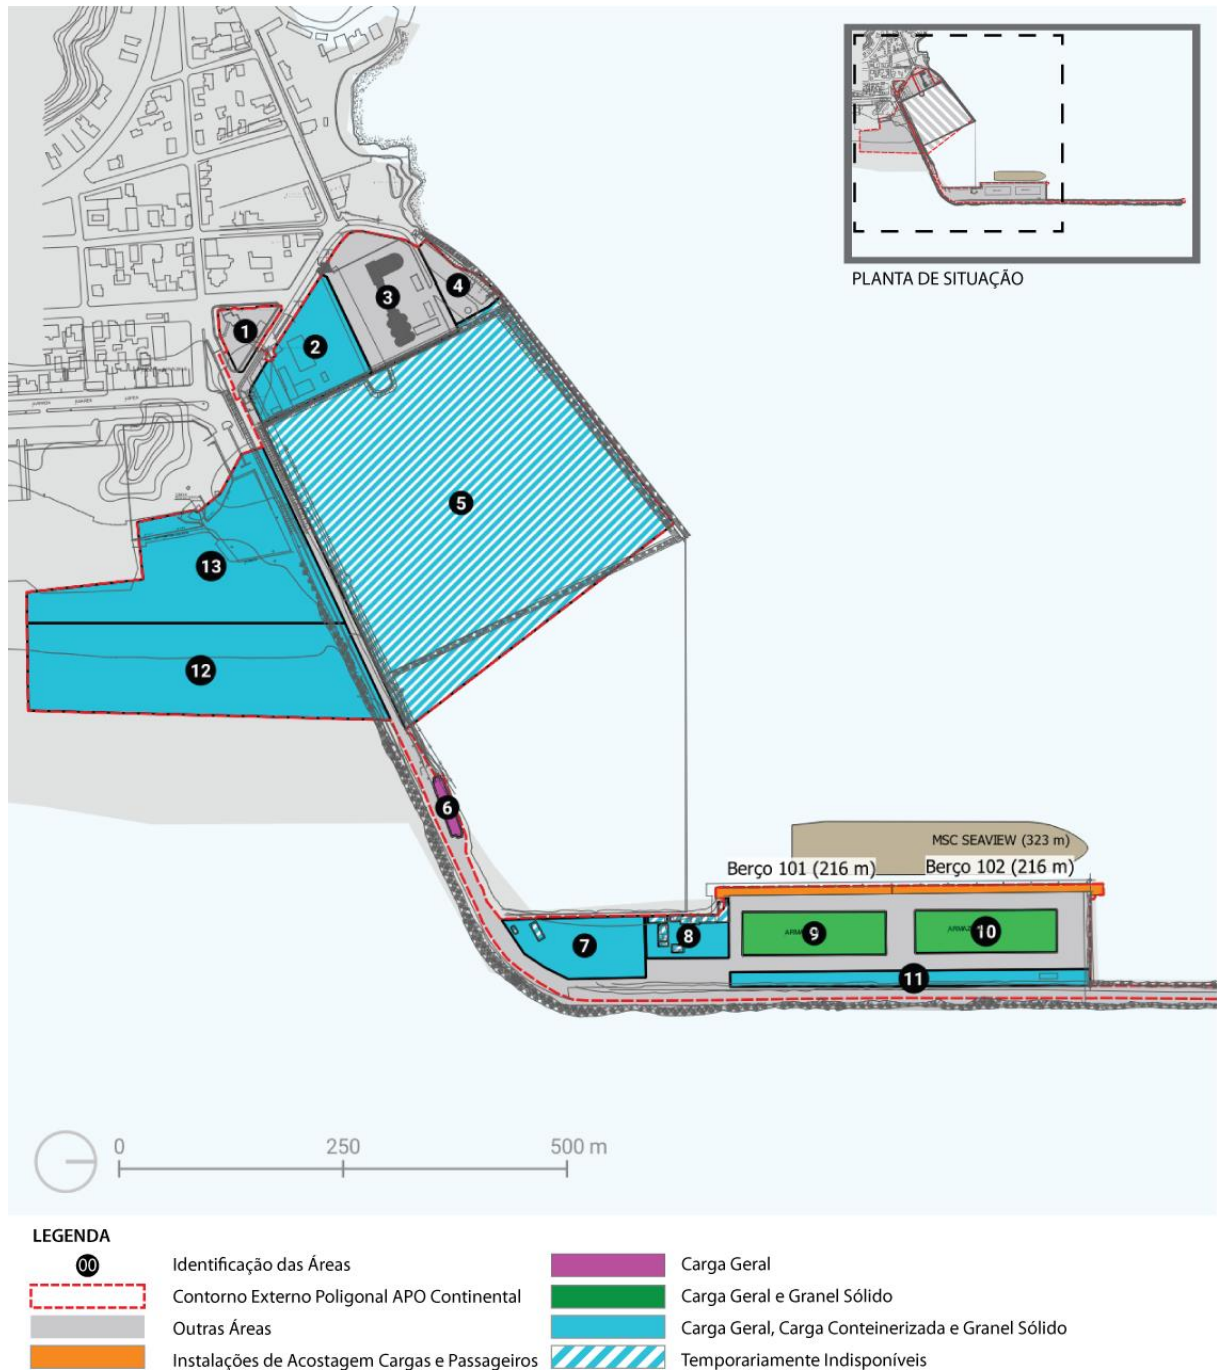 PLANTA DE SITUAÇÃO
1
2
3
4
5
13
12
6
MSC SEAVIEW (323 m)
Berço 101 (216 m)
Berço 102 (216 m)
7
8
9
10
11
0 250 500 m
LEGENDA
00 Identificação das Áreas
Contorno Externo Poligonal APO Continental
Outras Áreas
Instalações de Acostagem Cargas e Passageiros
Carga Geral
Carga Geral e Granel Sólido
Carga Geral, Carga Conteinerizada e Granel Sólido
Temporariamente Indisponíveis